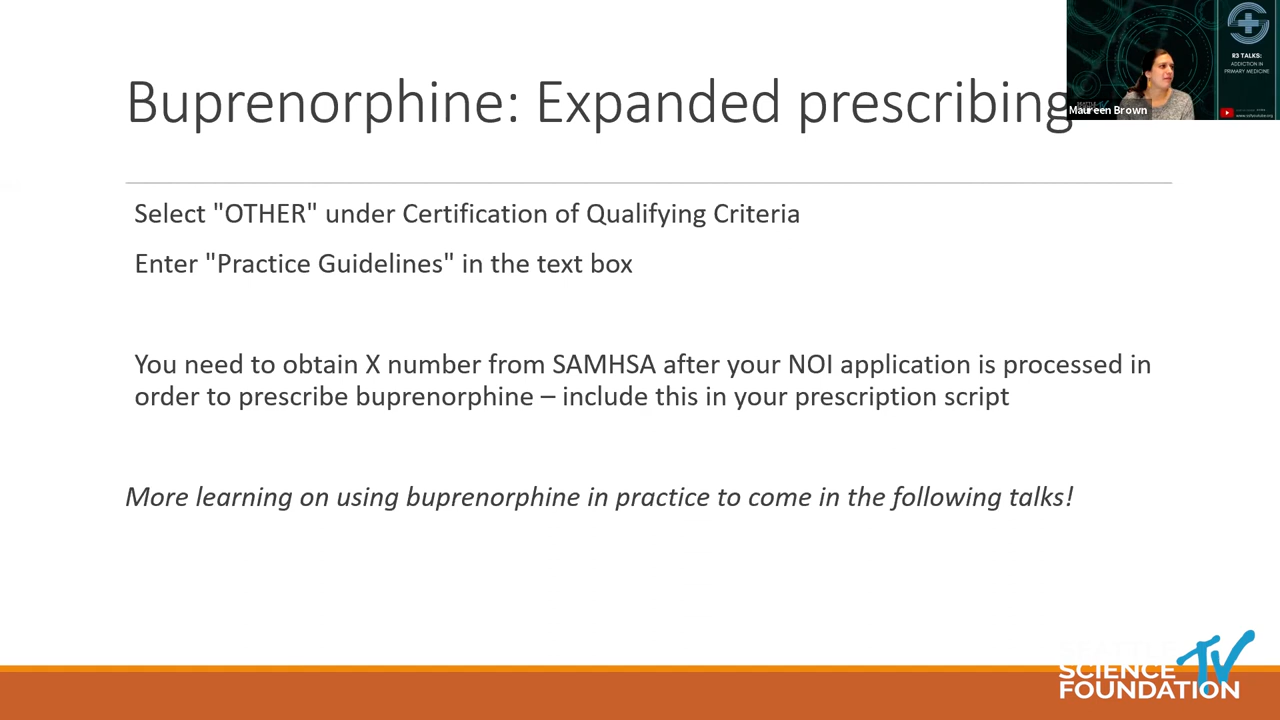 Buprenorphine: Expanded prescribing
R3 TALKS:
ADDICTION IN
PRIMARY MEDICINE
Maureen Brown
Select "OTHER" under Certification of Qualifying Criteria
Enter "Practice Guidelines" in the text box
You need to obtain X number from SAMHSA after your NOI application is processed in
order to prescribe buprenorphine – include this in your prescription script
More learning on using buprenorphine in practice to come in the following talks!
SEATTLE
SCIENCE TV
FOUNDATION